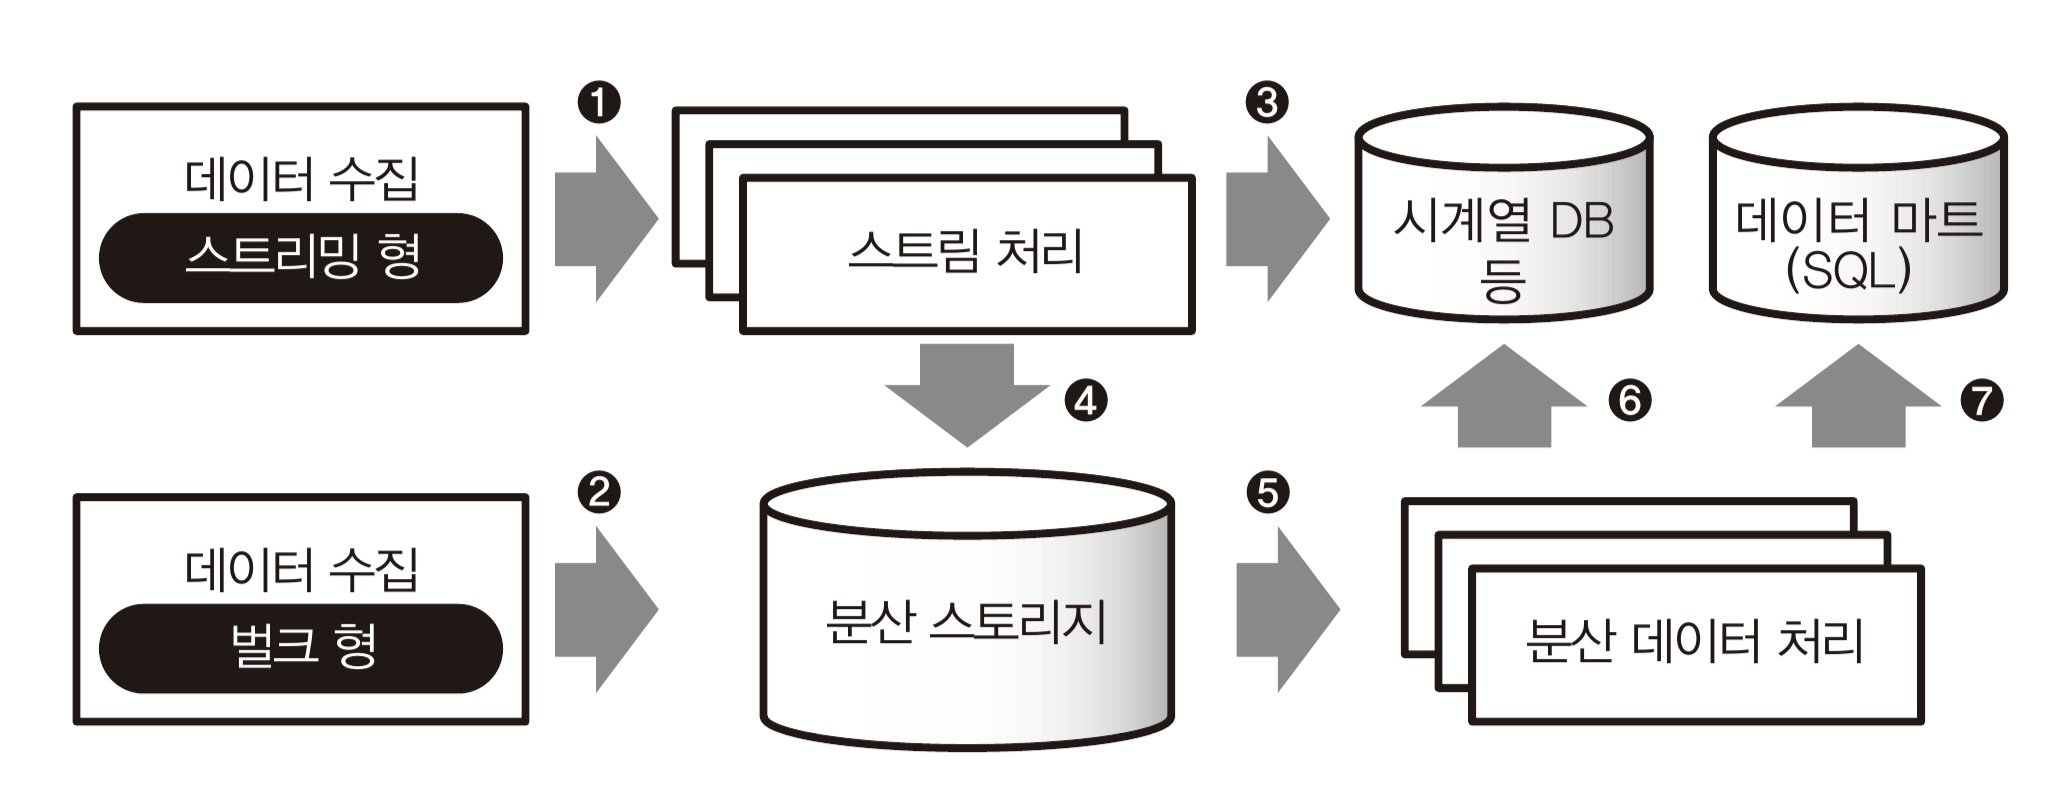 ❶
❸
데이터 수집
스트리밍 형
스트림 처리
시계열 DB
등
데이터 마트
(SQL)
❹
❻
❼
❷
❺
데이터 수집
벌크 형
분산 스토리지
분산 데이터 처리